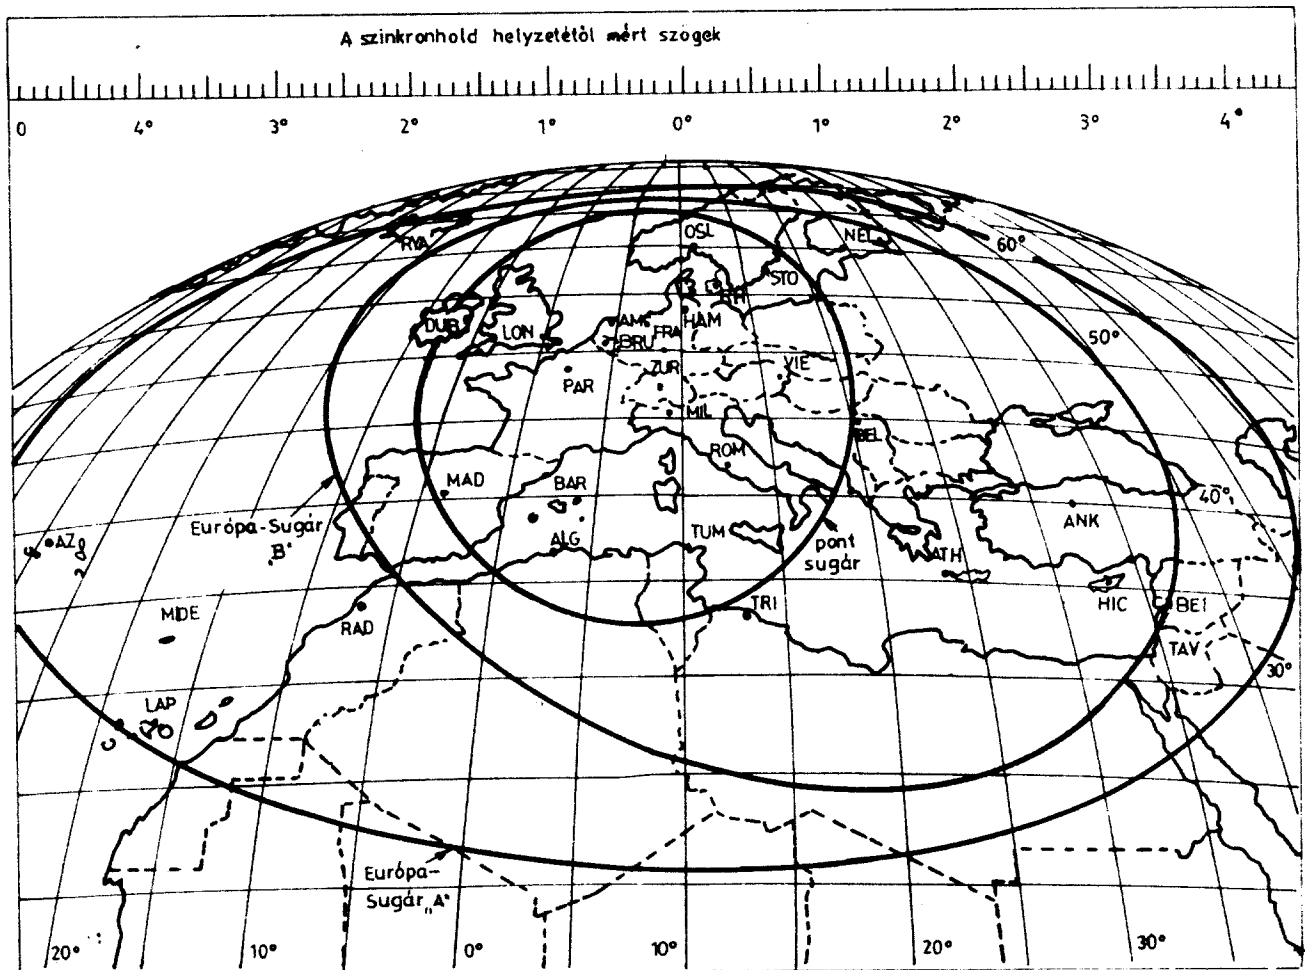 A szinkronhold helyzetétől mért szögek
0 4° 3° 2° 1° 0° 1° 2° 3° 4°
RYA OSL NEL 60°
STO
DUB LON AMS HAM
BRU FRA 50°
PAR ZUR VIE
MIL
BEL
ROM
MAD BAR 40°
Európa-Sugár
„B"
ANK
AZ ALG TUM pont
sugár
ATH
MIDE RAD TRI HIC BEI
TAV
30°
LAP
Európa-
Sugár „A"
20° 10° 0° 10° 20° 30°